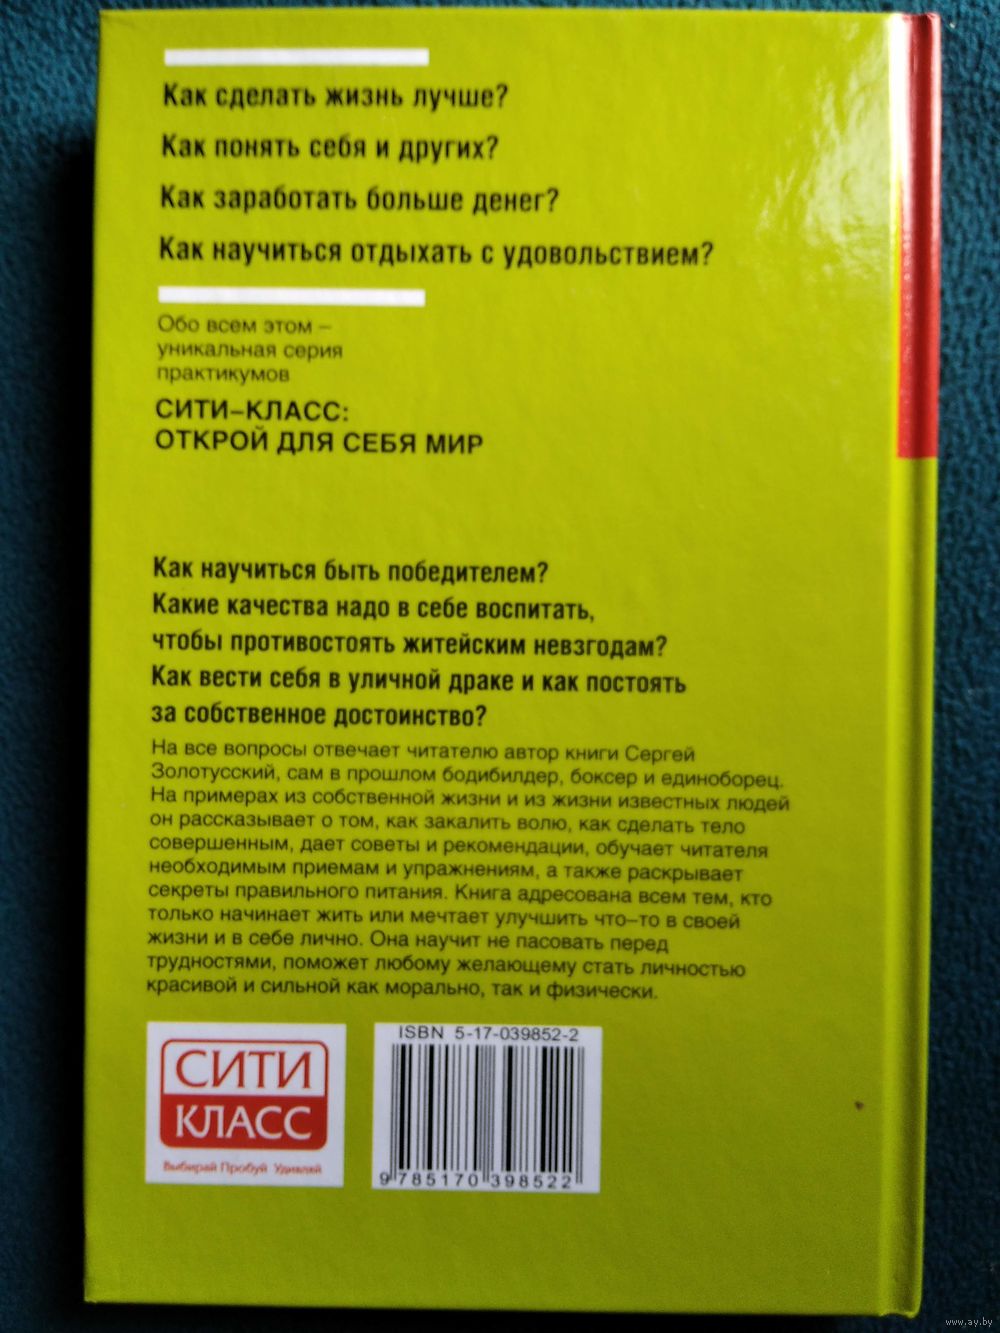 Как сделать жизнь лучше?
Как понять себя и других?
Как заработать больше денег?
Как научиться отдыхать с удовольствием?
Обо всем этом –
уникальная серия
практикумов
СИТИ–КЛАСС:
ОТКРОЙ ДЛЯ СЕБЯ МИР
Как научиться быть победителем?
Какие качества надо в себе воспитать,
чтобы противостоять житейским невзгодам?
Как вести себя в уличной драке и как постоять
за собственное достоинство?
На все вопросы отвечает читателю автор книги Сергей
Золотусский, сам в прошлом бодибилдер, боксер и единоборец.
На примерах из собственной жизни и из жизни известных людей
он рассказывает о том, как закалить волю, как сделать тело
совершенным, дает советы и рекомендации, обучает читателя
необходимым приемам и упражнениям, а также раскрывает
секреты правильного питания. Книга адресована всем тем, кто
только начинает жить или мечтает улучшить что–то в своей
жизни и в себе лично. Она научит не пасовать перед
трудностями, поможет любому желающему стать личностью
красивой и сильной как морально, так и физически.
СИТИ
КЛАСС
Выбирай Пробуй Удивляй
ISBN 5-17-039852-2
9 785170 398522
www.ay.by